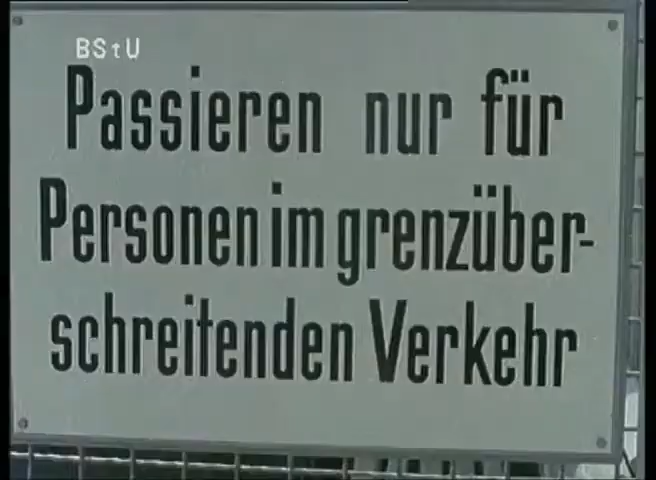 BStU
Passieren nur für
Personen im grenzüber-
schreitenden Verkehr